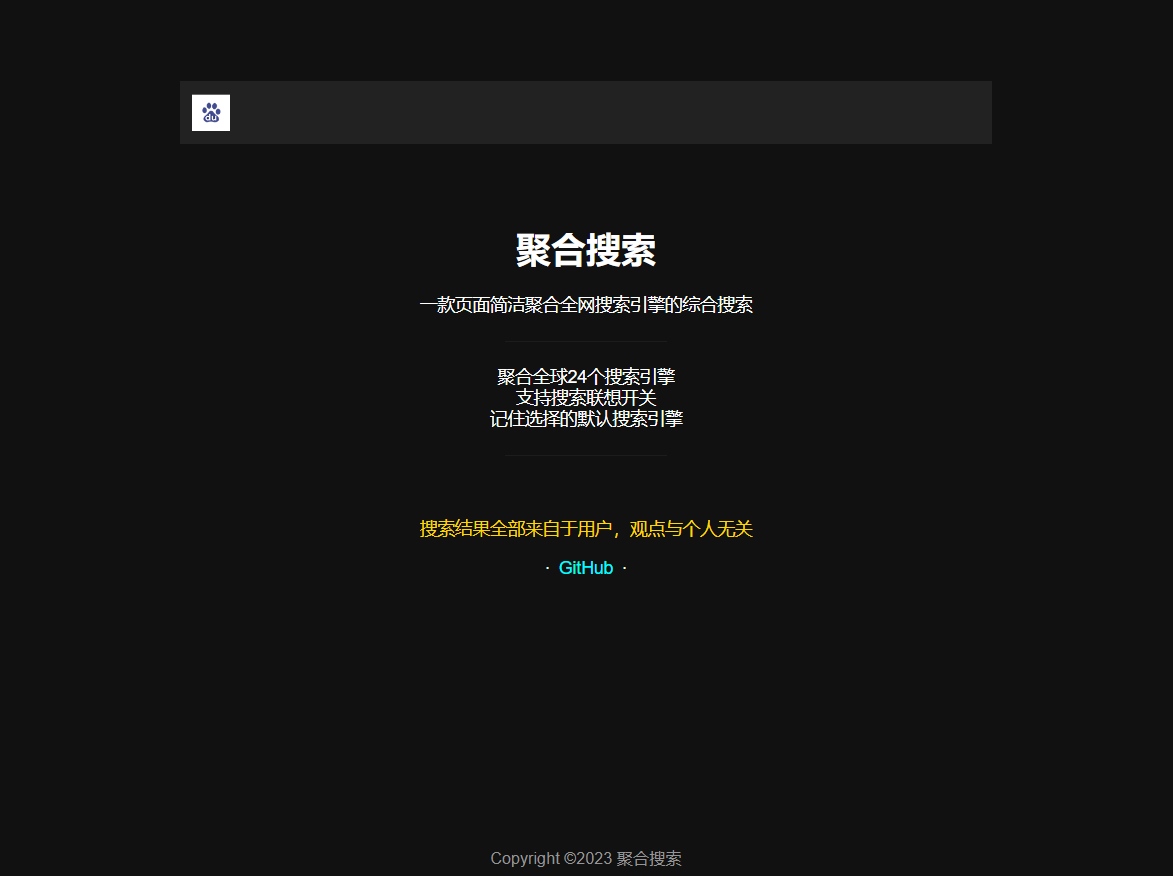 du
聚合搜索
一款页面简洁聚合全网搜索引擎的综合搜索
聚合全球24个搜索引擎
支持搜索联想开关
记住选择的默认搜索引擎
搜索结果全部来自于用户，观点与个人无关
· GitHub ·
Copyright ©2023 聚合搜索